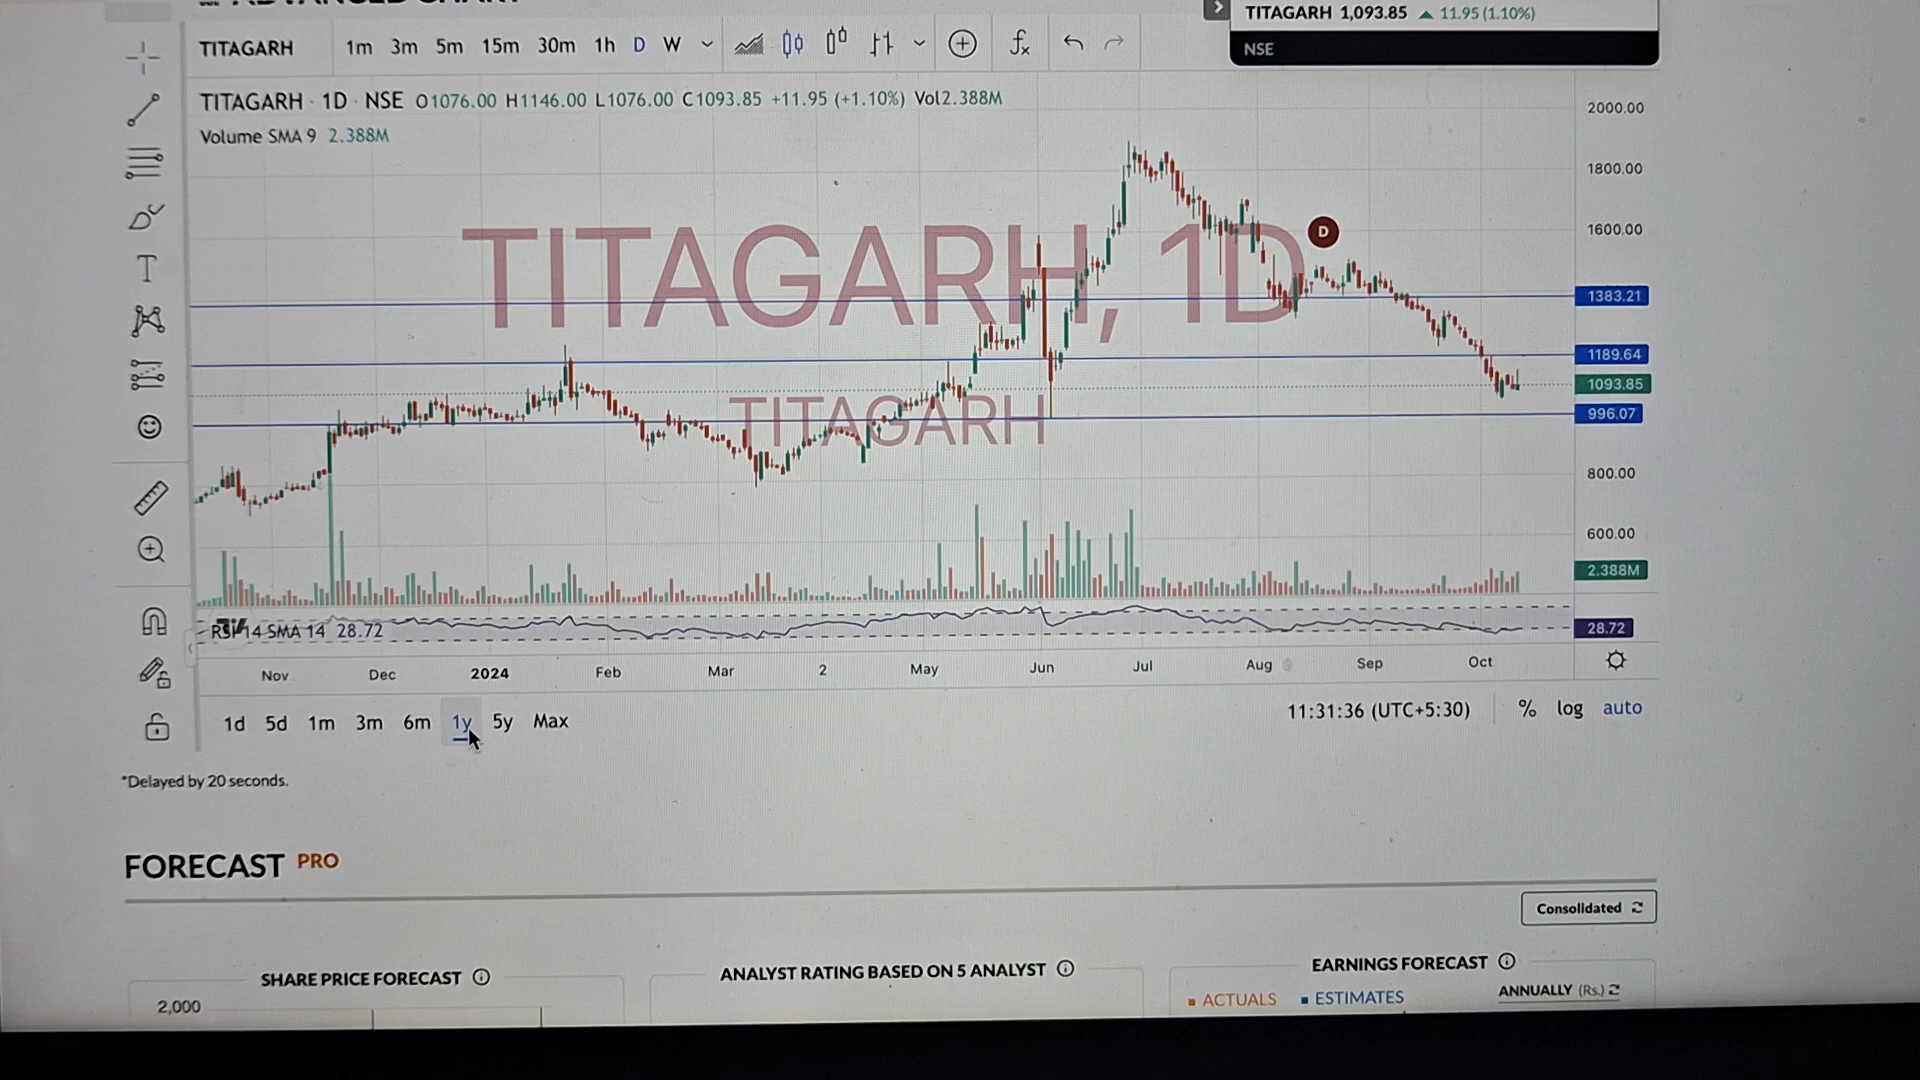 TITAGARH 1,093.85 ▲ 11.95 (1.10%)
NSE
TITAGARH 1m 3m 5m 15m 30m 1h D W
TITAGARH · 1D · NSE O1076.00 H1146.00 L1076.00 C1093.85 +11.95 (+1.10%) Vol2.388M
Volume SMA 9 2.388M
TITAGARH, 1D
TITAGARH
D
T
2000.00
1800.00
1600.00
1383.21
1189.64
1093.85
996.07
800.00
600.00
2.388M
RSI 14 SMA 14 28.72
28.72
Nov Dec 2024 Feb Mar 2 May Jun Jul Aug Sep Oct
1d 5d 1m 3m 6m 1y 5y Max
11:31:36 (UTC+5:30) % log auto
*Delayed by 20 seconds.
FORECAST PRO
Consolidated
SHARE PRICE FORECAST
2,000
ANALYST RATING BASED ON 5 ANALYST
EARNINGS FORECAST
ACTUALS ESTIMATES ANNUALLY (Rs.)